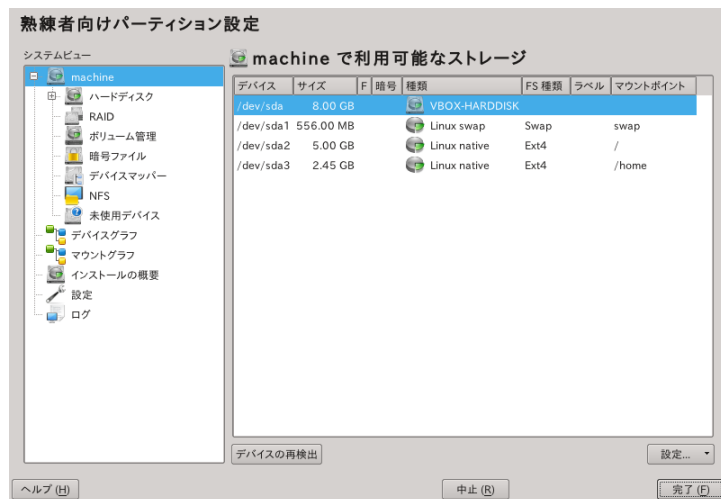 熟練者向けパーティション設定
システムビュー
machine
ハードディスク
RAID
ボリューム管理
暗号ファイル
デバイスマッパー
NFS
未使用デバイス
デバイスグラフ
マウントグラフ
インストールの概要
設定
ログ
machine で利用可能なストレージ
デバイス サイズ F 暗号 種類 FS 種類 ラベル マウントポイント
/dev/sda 8.00 GB VBOX-HARDDISK
/dev/sda1 556.00 MB Linux swap Swap swap
/dev/sda2 5.00 GB Linux native Ext4 /
/dev/sda3 2.45 GB Linux native Ext4 /home
デバイスの再検出 設定...
ヘルプ (H) 中止 (R) 完了 (F)